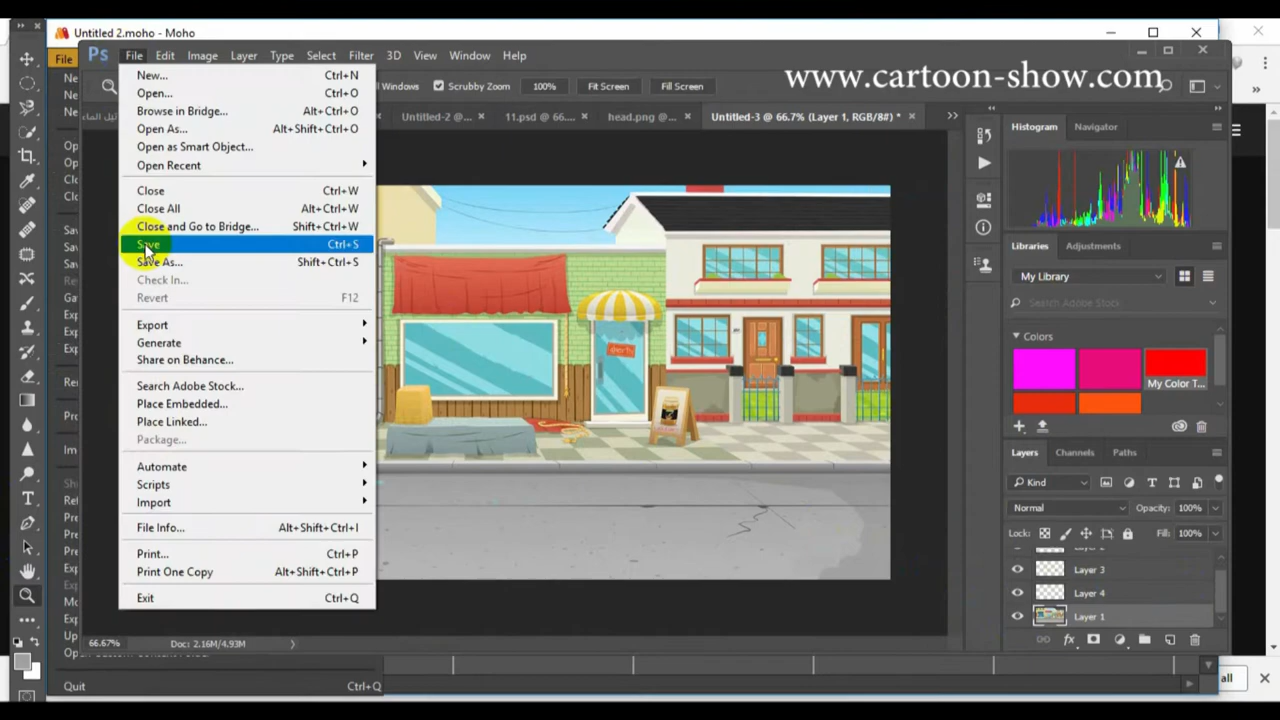 Untitled 2.moho - Moho
www.cartoon-show.com
File
Ps File Edit Image Layer Type Select Filter 3D View Window Help
Windows Scrubby Zoom 100% Fit Screen Fill Screen
Untitled-2 @... 11.psd @ 66.... head.png @ ... Untitled-3 @ 66.7% (Layer 1, RGB/8#) *
New... Ctrl+N
Open... Ctrl+O
Browse in Bridge... Alt+Ctrl+O
Open As... Alt+Shift+Ctrl+O
Open as Smart Object...
Open Recent
Close Ctrl+W
Close All Alt+Ctrl+W
Close and Go to Bridge... Shift+Ctrl+W
Save Ctrl+S
Save As... Shift+Ctrl+S
Check In...
Revert F12
Export
Generate
Share on Behance...
Search Adobe Stock...
Place Embedded...
Place Linked...
Package...
Automate
Scripts
Import
File Info... Alt+Shift+Ctrl+I
Print... Ctrl+P
Print One Copy Alt+Shift+Ctrl+P
Exit Ctrl+Q
66.67% Doc: 2.16M/4.93M
Quit Ctrl+Q
Histogram Navigator
Libraries Adjustments
My Library
Search Adobe Stock
Colors
My Color T...
Layers Channels Paths
Kind
Normal Opacity: 100%
Lock: Fill: 100%
Layer 3
Layer 4
Layer 1
fx
all